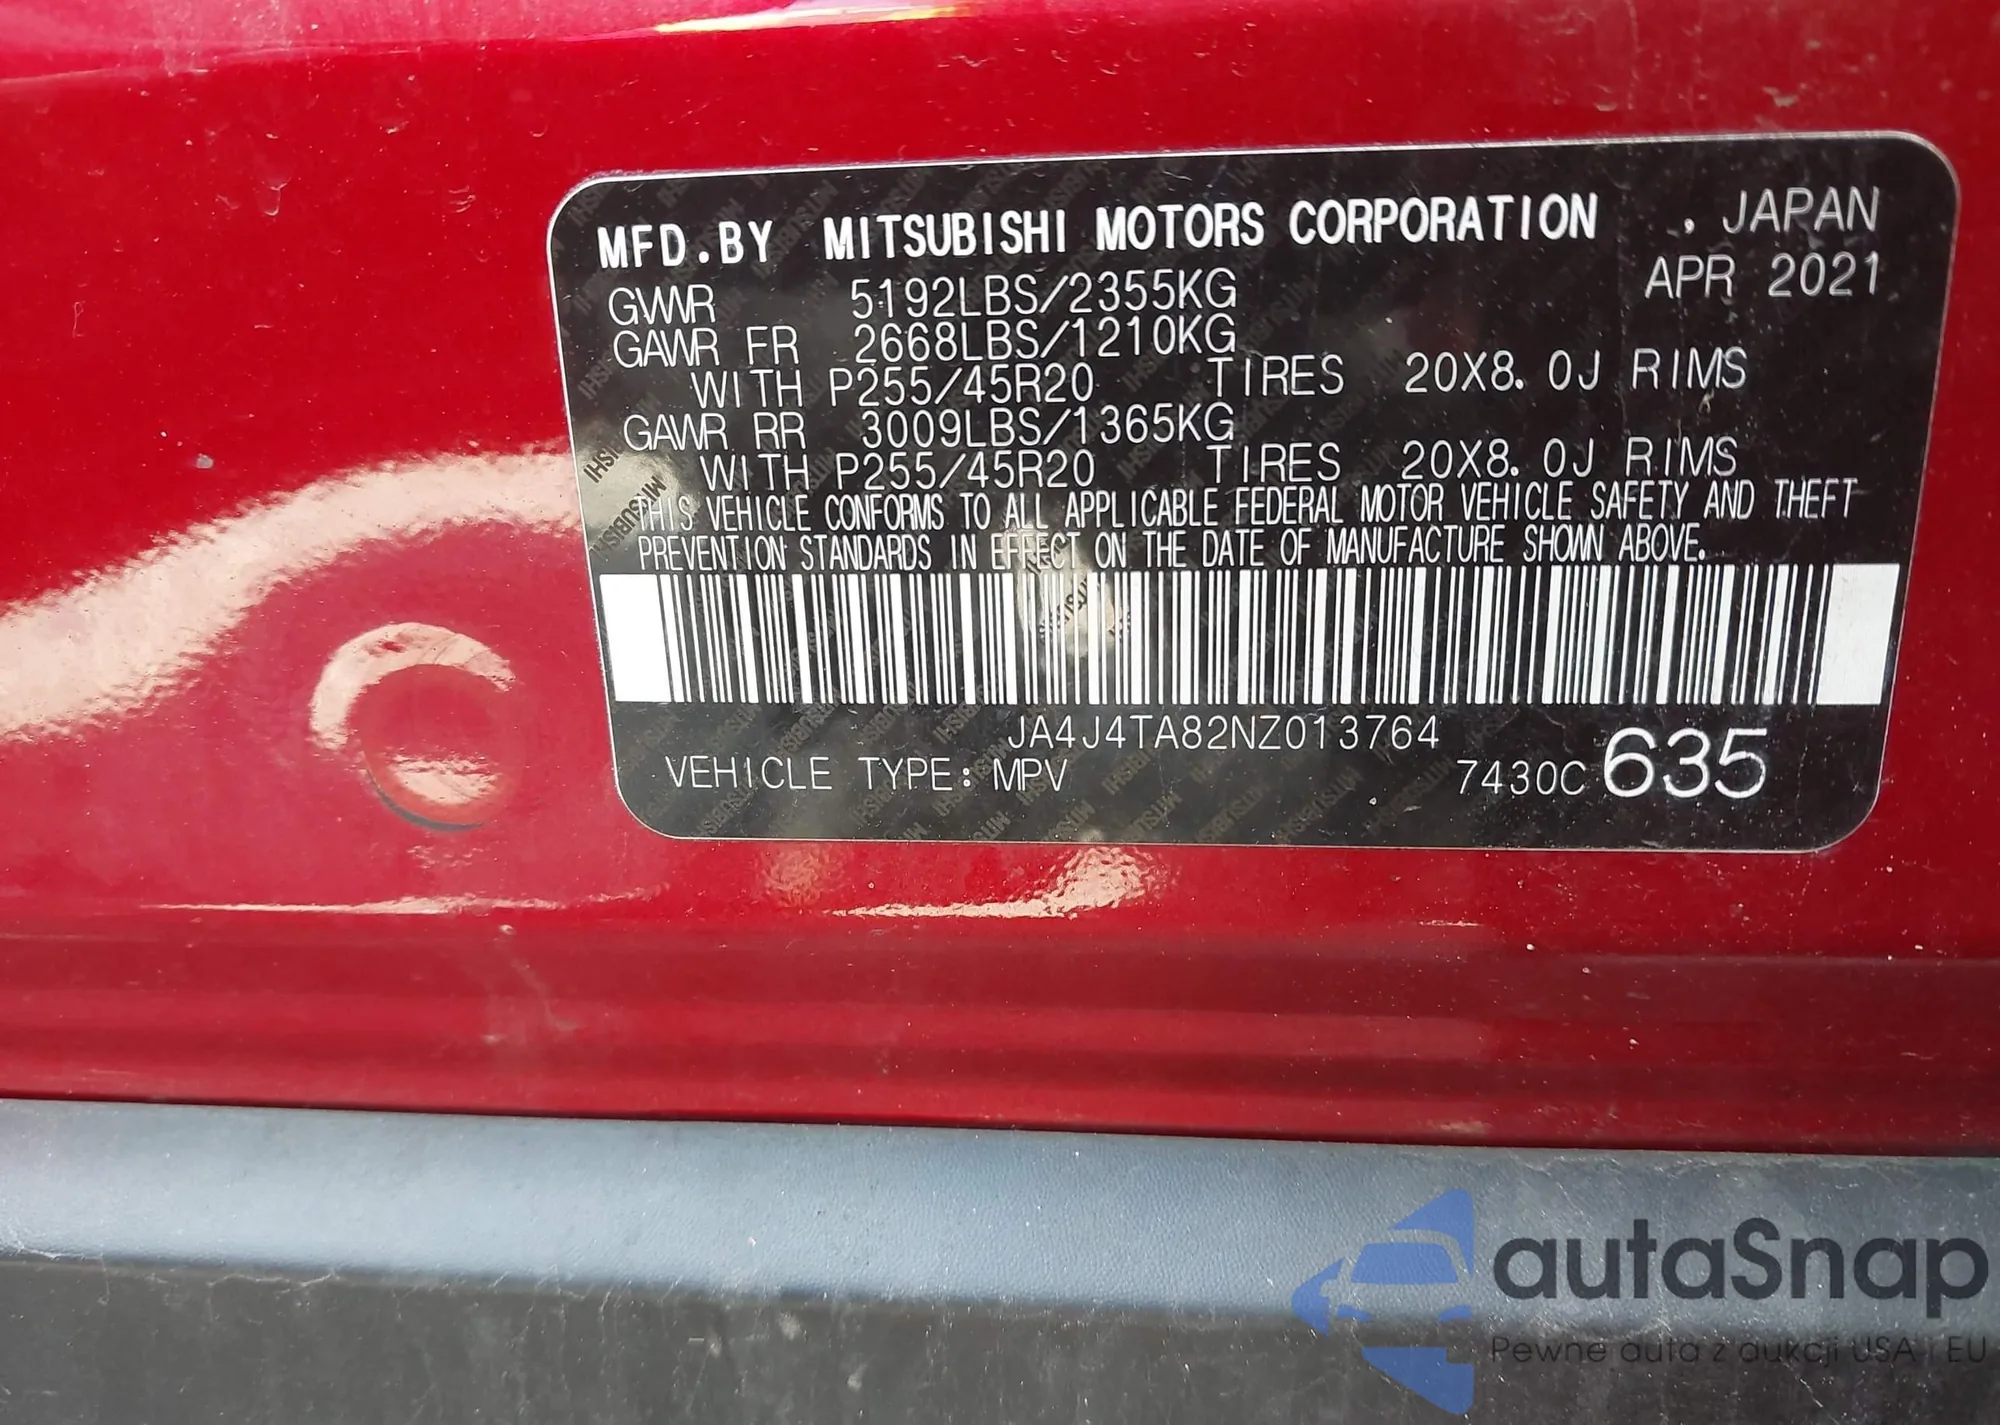 MFD.BY MITSUBISHI MOTORS CORPORATION , JAPAN
APR 2021
GVWR 5192LBS/2355KG
GAWR FR 2668LBS/1210KG
WITH P255/45R20 TIRES 20X8.0J RIMS
GAWR RR 3009LBS/1365KG
WITH P255/45R20 TIRES 20X8.0J RIMS
THIS VEHICLE CONFORMS TO ALL APPLICABLE FEDERAL MOTOR VEHICLE SAFETY AND THEFT
PREVENTION STANDARDS IN EFFECT ON THE DATE OF MANUFACTURE SHOWN ABOVE.
JA4J4TA82NZ013764
VEHICLE TYPE: MPV 7430C 635
autaSnap
Pewne auta z aukcji USA i EU